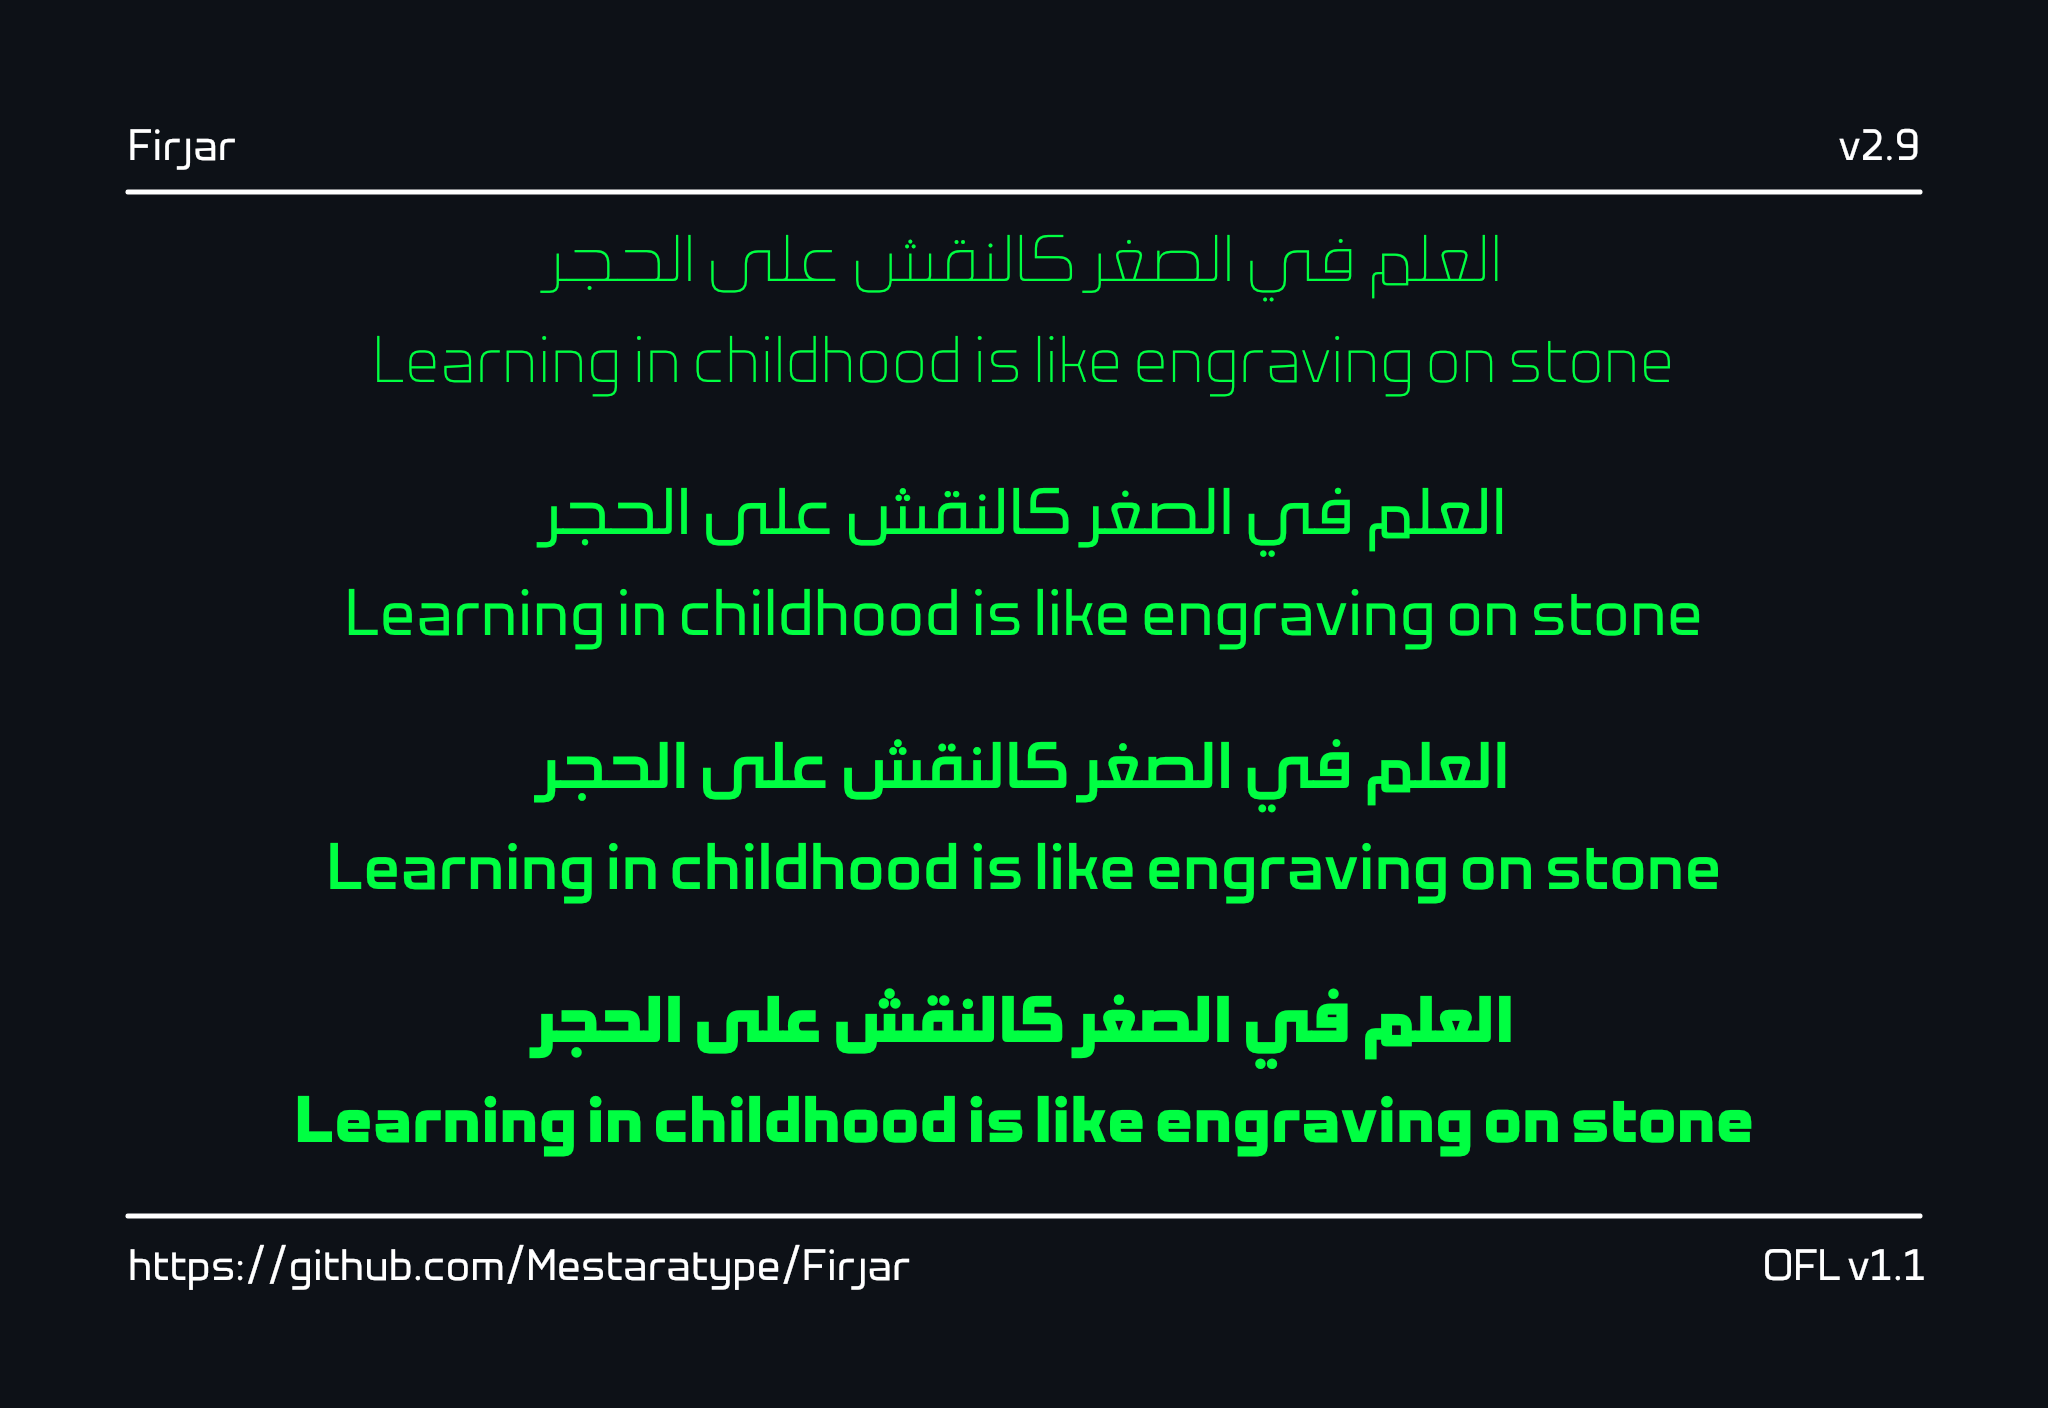 Firjar
v2.9
العلم في الصغر كالنقش على الحجر
Learning in childhood is like engraving on stone
العلم في الصغر كالنقش على الحجر
Learning in childhood is like engraving on stone
العلم في الصغر كالنقش على الحجر
Learning in childhood is like engraving on stone
العلم في الصغر كالنقش على الحجر
Learning in childhood is like engraving on stone
https://github.com/Mestaratype/Firjar
OFL v1.1